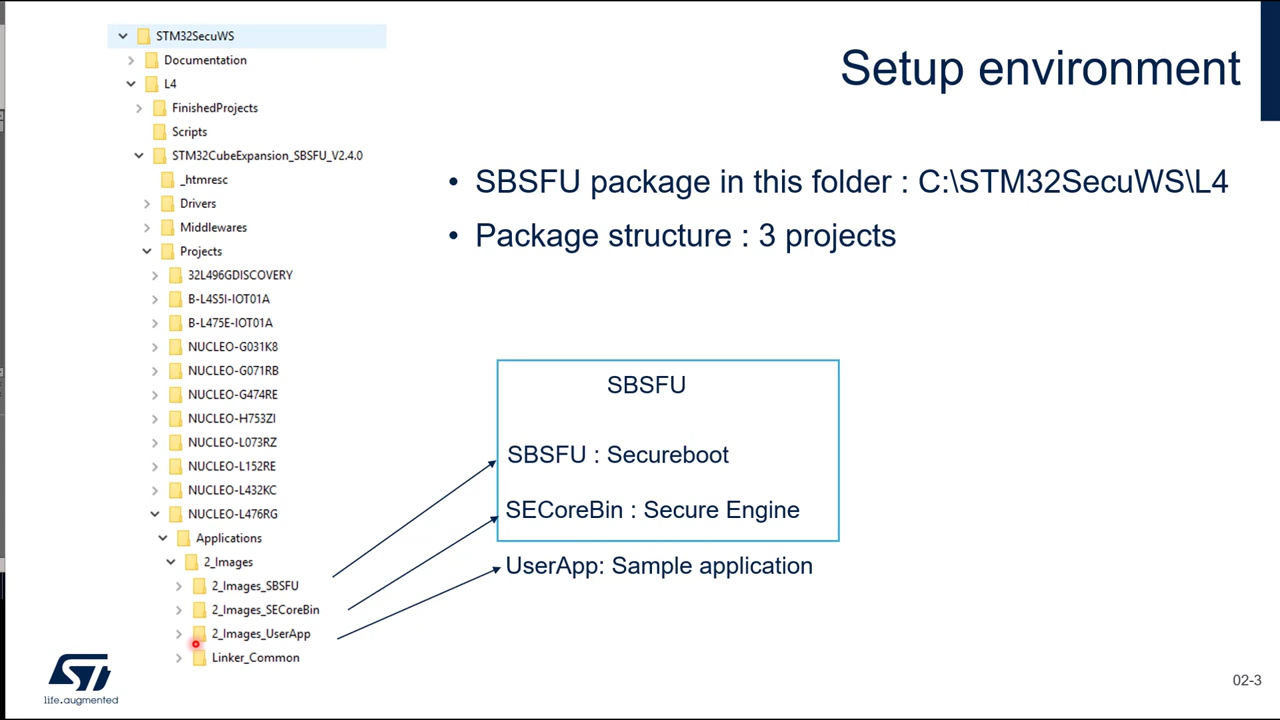 STM32SecuWS
Documentation
L4
FinishedProjects
Scripts
STM32CubeExpansion_SBSFU_V2.4.0
_htmresc
Drivers
Middlewares
Projects
32L496GDISCOVERY
B-L4S5I-IOT01A
B-L475E-IOT01A
NUCLEO-G031K8
NUCLEO-G071RB
NUCLEO-G474RE
NUCLEO-H753ZI
NUCLEO-L073RZ
NUCLEO-L152RE
NUCLEO-L432KC
NUCLEO-L476RG
Applications
2_Images
2_Images_SBSFU
2_Images_SECoreBin
2_Images_UserApp
Linker_Common
Setup environment
• SBSFU package in this folder : C:\STM32SecuWS\L4
• Package structure : 3 projects
SBSFU
SBSFU : Secureboot
SECoreBin : Secure Engine
UserApp: Sample application
ST
life.augmented
02-3